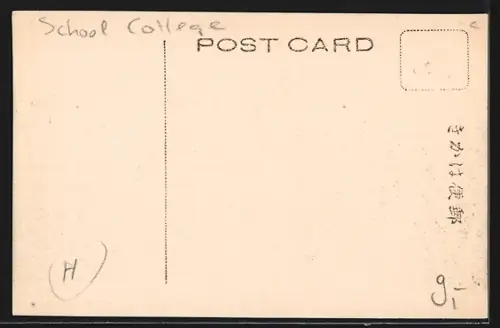 School College
POST CARD
きかは便郵
H